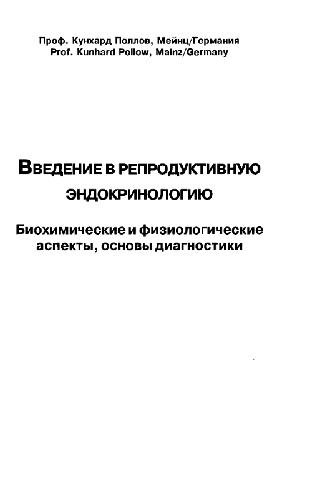 Проф. Кунхард Поллов, Мейнц/Германия
Prof. Kunhard Pollow, Mainz/Germany
ВВЕДЕНИЕ В РЕПРОДУКТИВНУЮ
ЭНДОКРИНОЛОГИЮ
Биохимические и физиологические
аспекты, основы диагностики